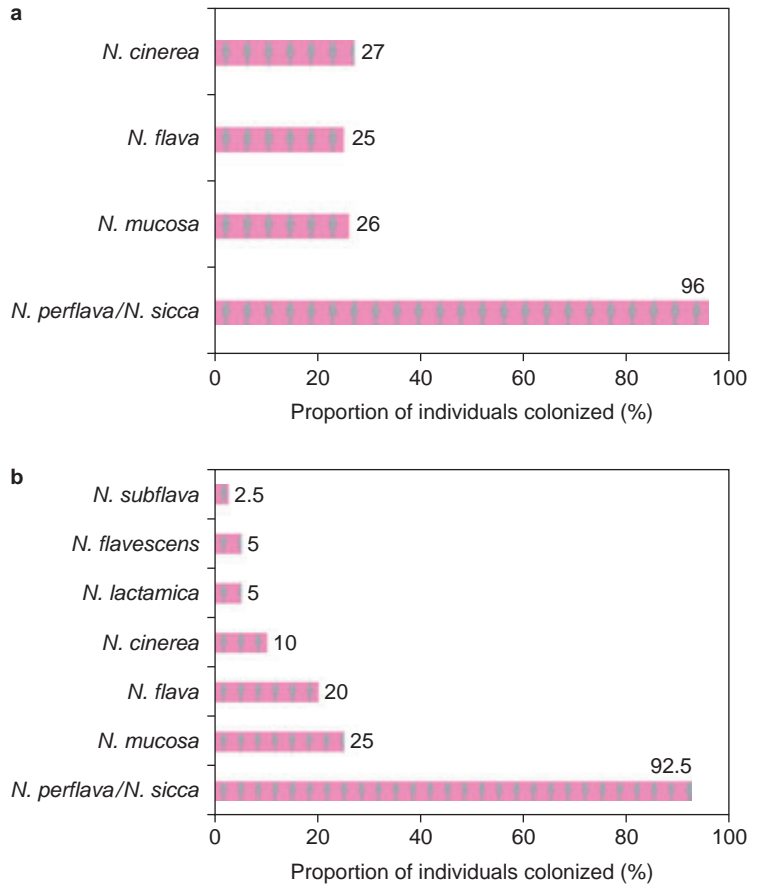 a
N. cinerea 27
N. flava 25
N. mucosa 26
96
N. perflava/N. sicca
0 20 40 60 80 100
Proportion of individuals colonized (%)
b
N. subflava 2.5
N. flavescens 5
N. lactamica 5
N. cinerea 10
N. flava 20
N. mucosa 25
92.5
N. perflava/N. sicca
0 20 40 60 80 100
Proportion of individuals colonized (%)